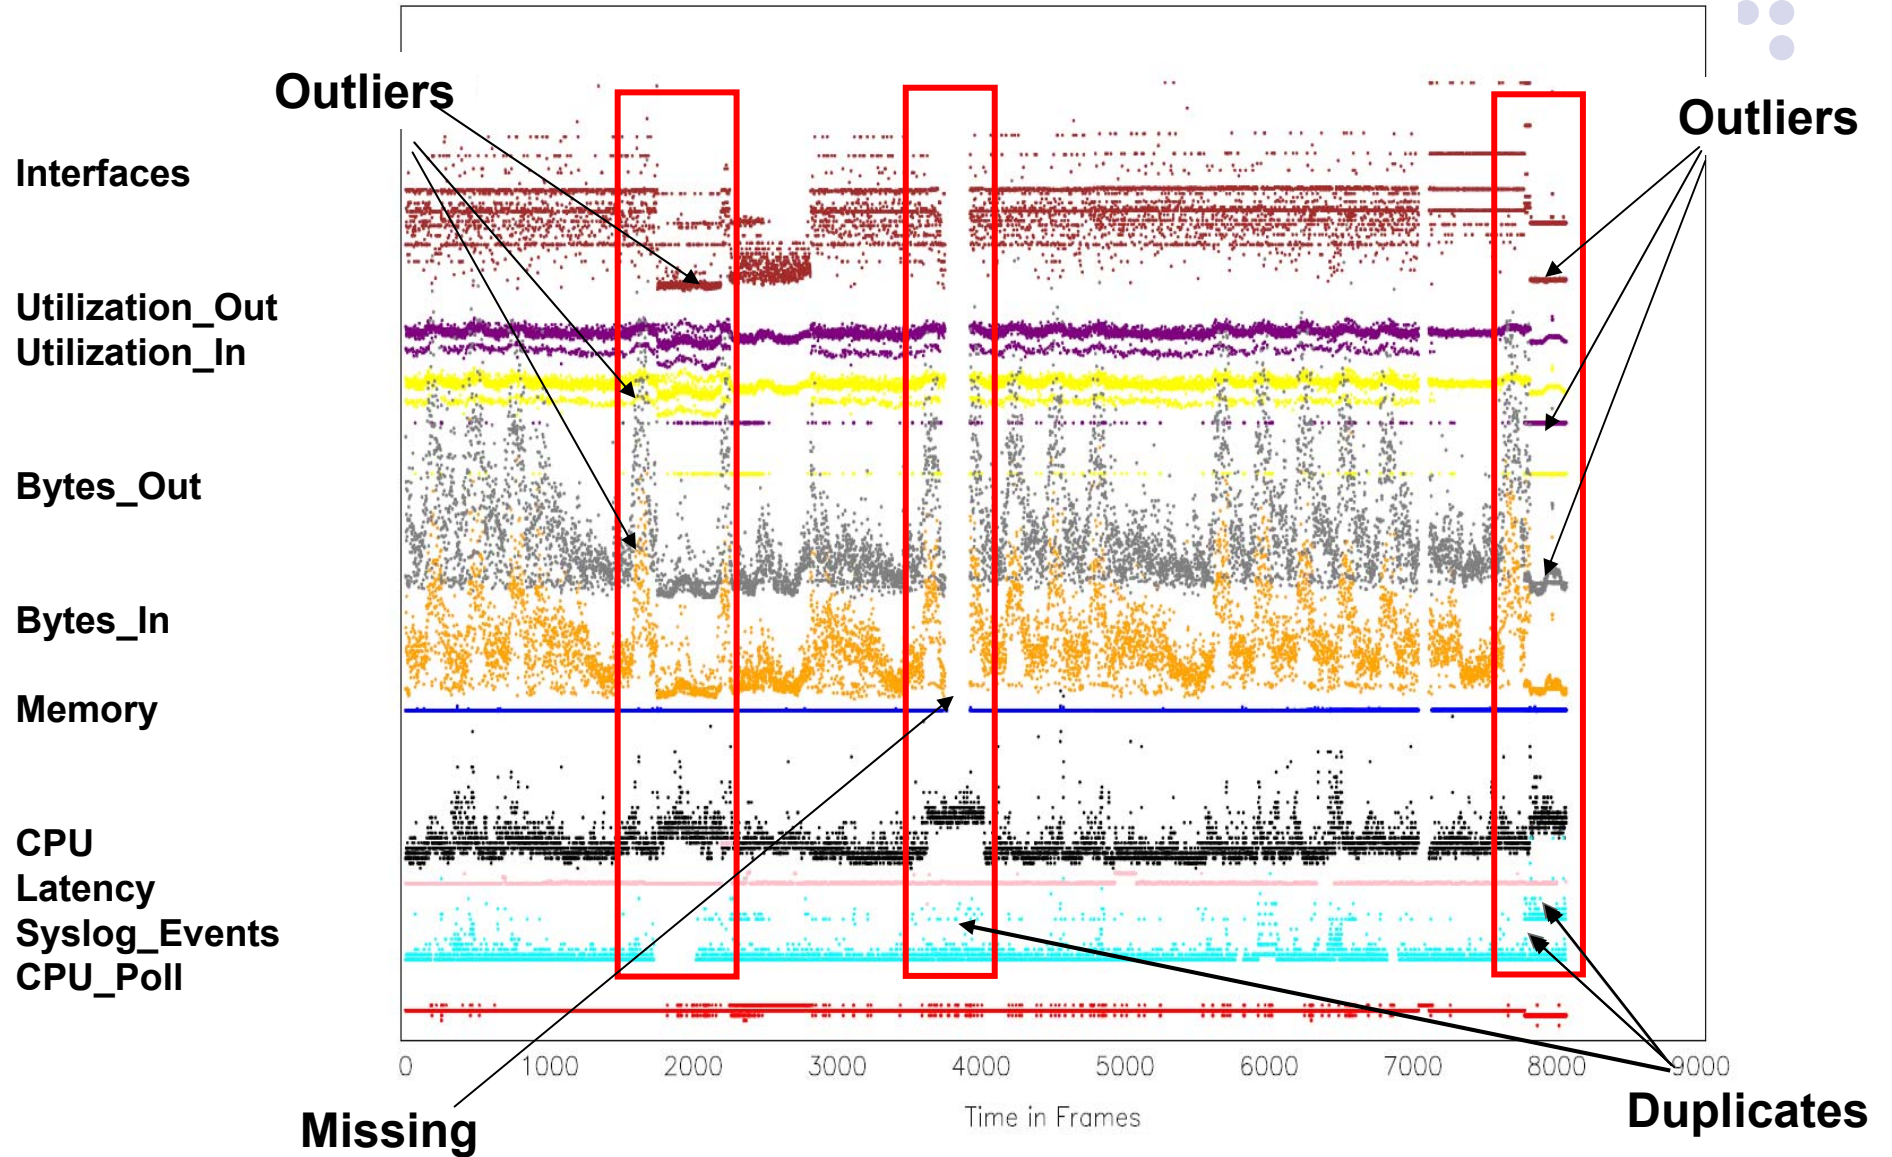 Outliers
Outliers
Interfaces
Utilization_Out
Utilization_In
Bytes_Out
Bytes_In
Memory
CPU
Latency
Syslog_Events
CPU_Poll
0 1000 2000 3000 4000 5000 6000 7000 8000 9000
Time in Frames
Missing
Duplicates